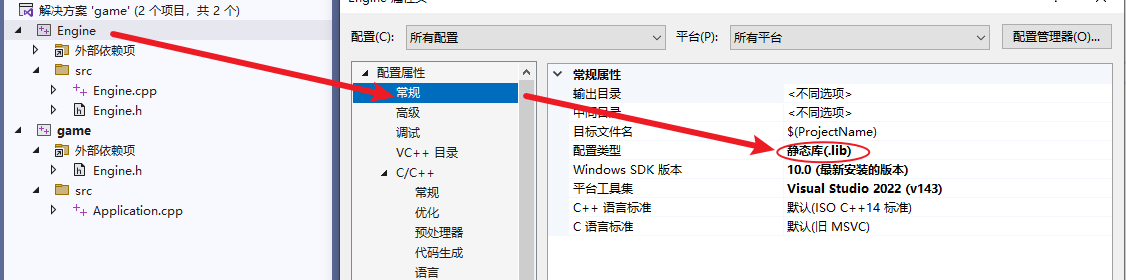 解决方案 'game' (2 个项目，共 2 个)
Engine
外部依赖项
src
Engine.cpp
Engine.h
game
外部依赖项
Engine.h
src
Application.cpp
配置(C): 所有配置 平台(P): 所有平台 配置管理器(O)...
配置属性
常规
高级
调试
VC++ 目录
C/C++
常规
优化
预处理器
代码生成
语言
常规属性
输出目录 <不同选项>
中间目录 <不同选项>
目标文件名 $(ProjectName)
配置类型 静态库(.lib)
Windows SDK 版本 10.0 (最新安装的版本)
平台工具集 Visual Studio 2022 (v143)
C++ 语言标准 默认(ISO C++14 标准)
C 语言标准 默认(旧 MSVC)